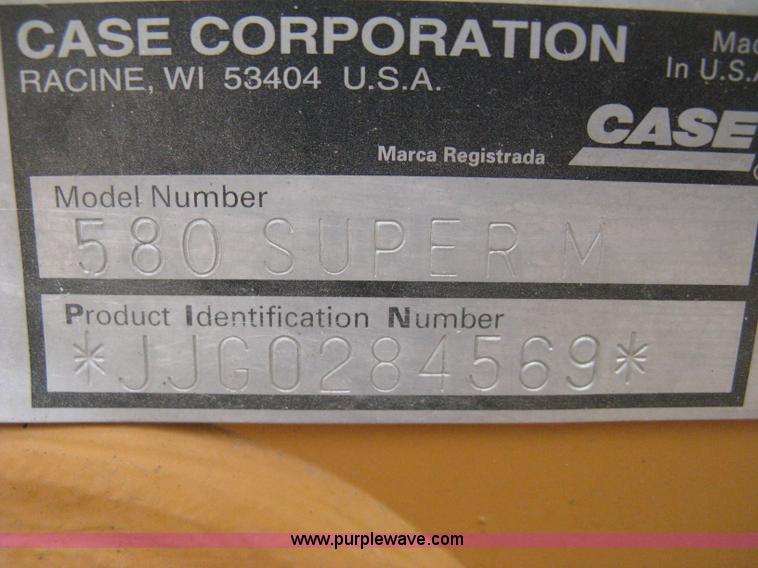 CASE CORPORATION
RACINE, WI 53404 U.S.A.
In U.S.A
CASE
Marca Registrada
Model Number
580 SUPER M
Product Identification Number
*JJG0284569*
www.purplewave.com